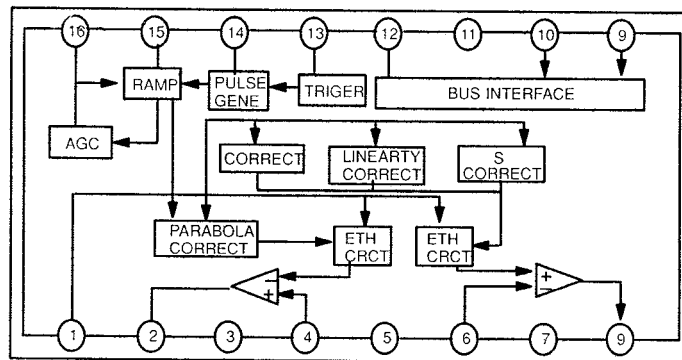 16 15 14 13 12 11 10 9
RAMP
PULSE
GENE
TRIGER
BUS INTERFACE
AGC
CORRECT
LINEARTY
CORRECT
S
CORRECT
PARABOLA
CORRECT
ETH
CRCT
ETH
CRCT
−
+
+
−
1 2 3 4 5 6 7 9